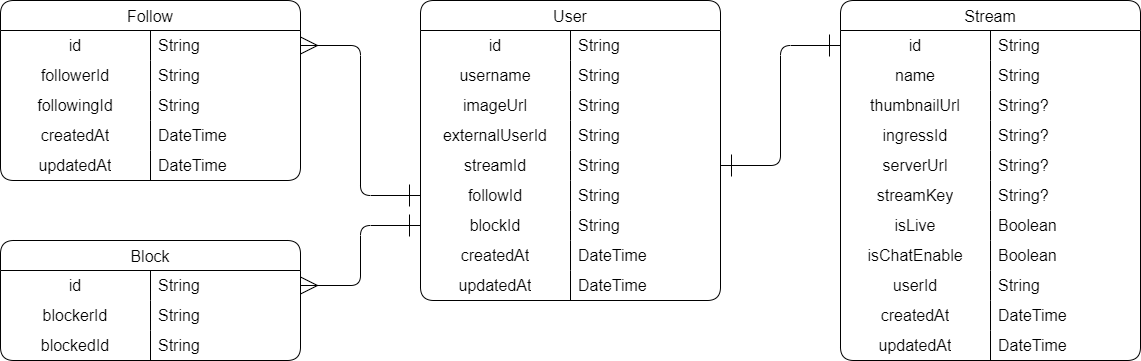 Follow
id String
followerId String
followingId String
createdAt DateTime
updatedAt DateTime
Block
id String
blockerId String
blockedId String
User
id String
username String
imageUrl String
externalUserId String
streamId String
followId String
blockId String
createdAt DateTime
updatedAt DateTime
Stream
id String
name String
thumbnailUrl String?
ingressId String?
serverUrl String?
streamKey String?
isLive Boolean
isChatEnable Boolean
userId String
createdAt DateTime
updatedAt DateTime